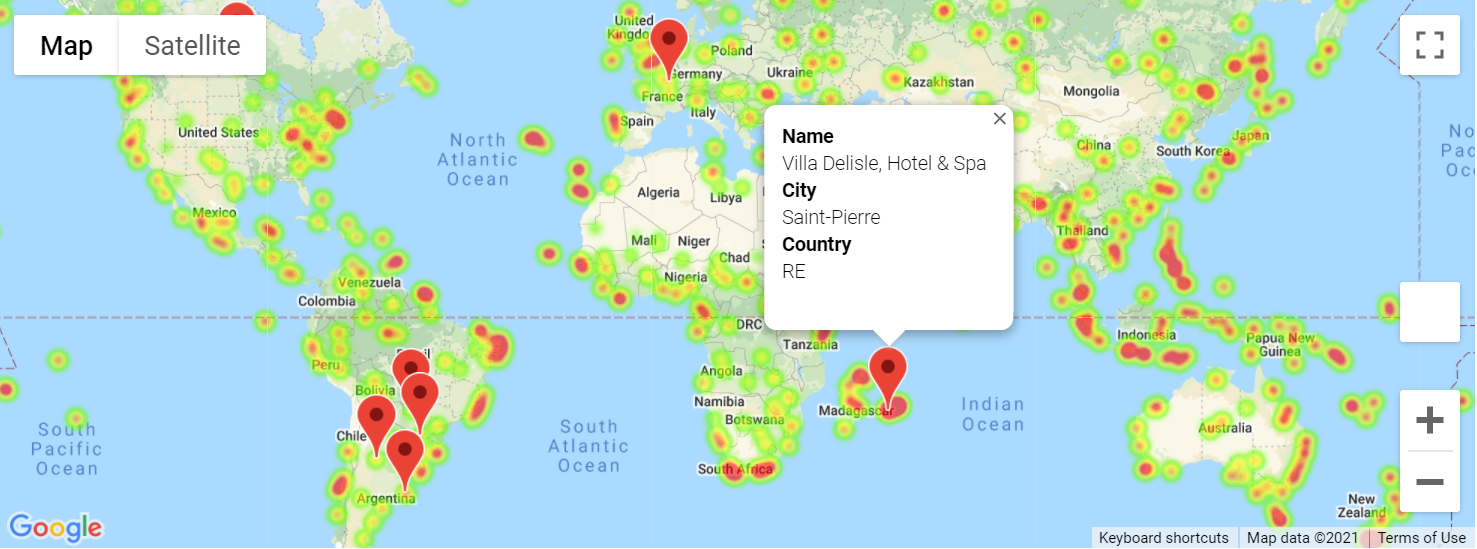 Map
Satellite
United
Kingdo
Poland
Germany
Ukraine
Kazakhstan
Mongolia
France
Italy
Spain
United States
North
Atlantic
Ocean
Japan
China
South Korea
No
Pac
Oc
Algeria
Libya
Mexico
Mali
Niger
Chad
Nigeria
Thailand
Name
Villa Delisle, Hotel & Spa
City
Saint-Pierre
Country
RE
Venezuela
Colombia
DRC
Tanzania
Indonesia
Papua New
Guinea
Peru
Bolivia
Angola
Namibia
Botswana
Madagascar
Indian
Ocean
Australia
Chile
South
Pacific
Ocean
South
Atlantic
Ocean
South Africa
Argentina
New
Zealand
Google
Keyboard shortcuts
Map data ©2021
Terms of Use